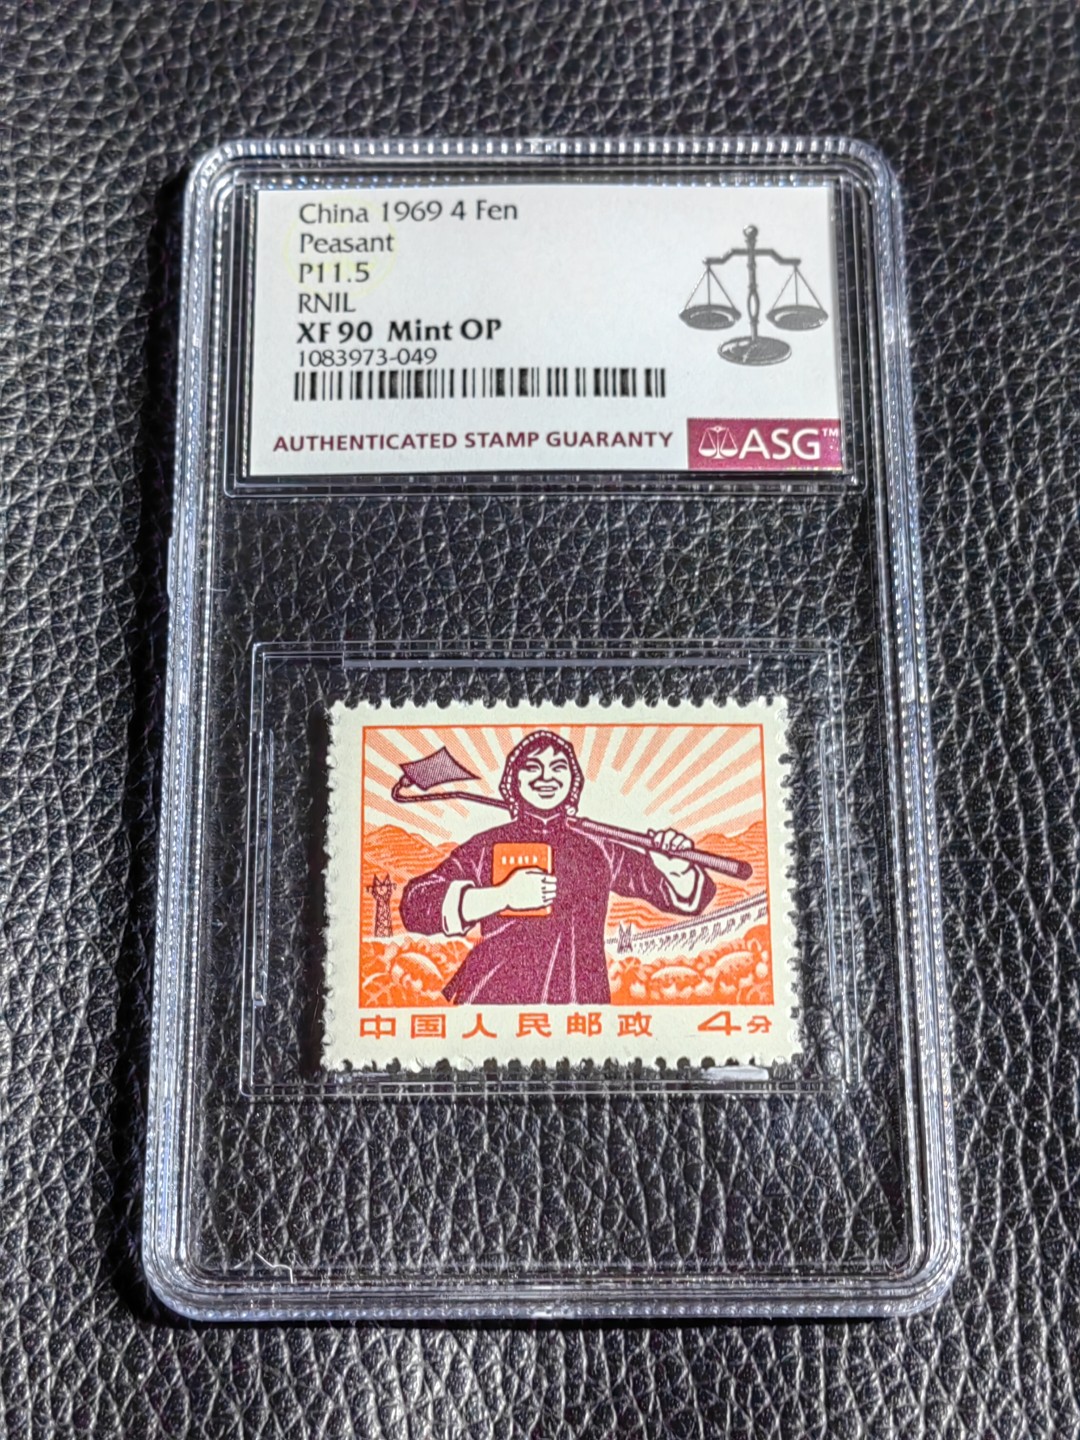 China 1969 4 Fen
Peasant
P11.5
RNIL
XF 90 Mint OP
1083973-049
AUTHENTICATED STAMP GUARANTY ASG™
中国人民邮政 4分